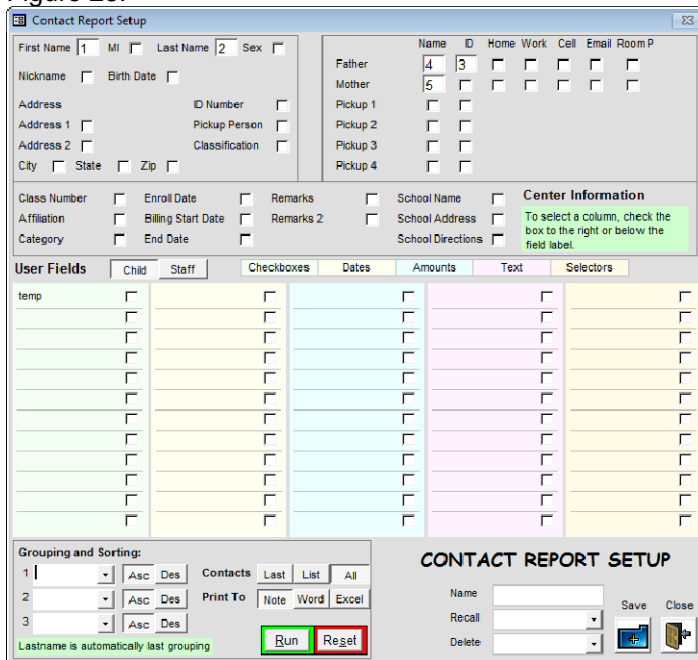 Figure 28.
Contact Report Setup
First Name 1 MI Last Name 2 Sex
Nickname Birth Date
Address ID Number
Address 1 Pickup Person
Address 2 Classification
City State Zip
Name ID Home Work Cell Email Room P
Father 4 3
Mother 5
Pickup 1
Pickup 2
Pickup 3
Pickup 4
Class Number Enroll Date Remarks School Name
Affiliation Billing Start Date Remarks 2 School Address
Category End Date School Directions
Center Information
To select a column, check the
box to the right or below the
field label.
User Fields Child Staff Checkboxes Dates Amounts Text Selectors
temp
Grouping and Sorting:
1 Asc Des Contacts Last List All
2 Asc Des Print To Note Word Excel
3 Asc Des
Lastname is automatically last grouping
Run Reset
CONTACT REPORT SETUP
Name
Recall
Delete
Save Close